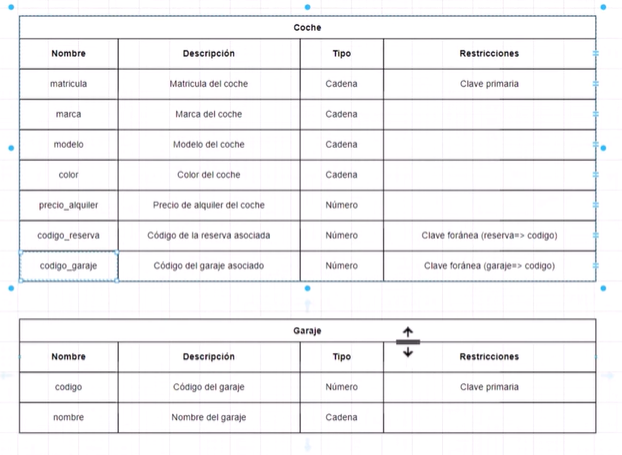 Coche
Nombre Descripción Tipo Restricciones
matricula Matricula del coche Cadena Clave primaria
marca Marca del coche Cadena
modelo Modelo del coche Cadena
color Color del coche Cadena
precio_alquiler Precio de alquiler del coche Número
codigo_reserva Código de la reserva asociada Número Clave foránea (reserva=> codigo)
codigo_garaje Código del garaje asociado Número Clave foránea (garaje=> codigo)
Garaje
Nombre Descripción Tipo Restricciones
codigo Código del garaje Número Clave primaria
nombre Nombre del garaje Cadena